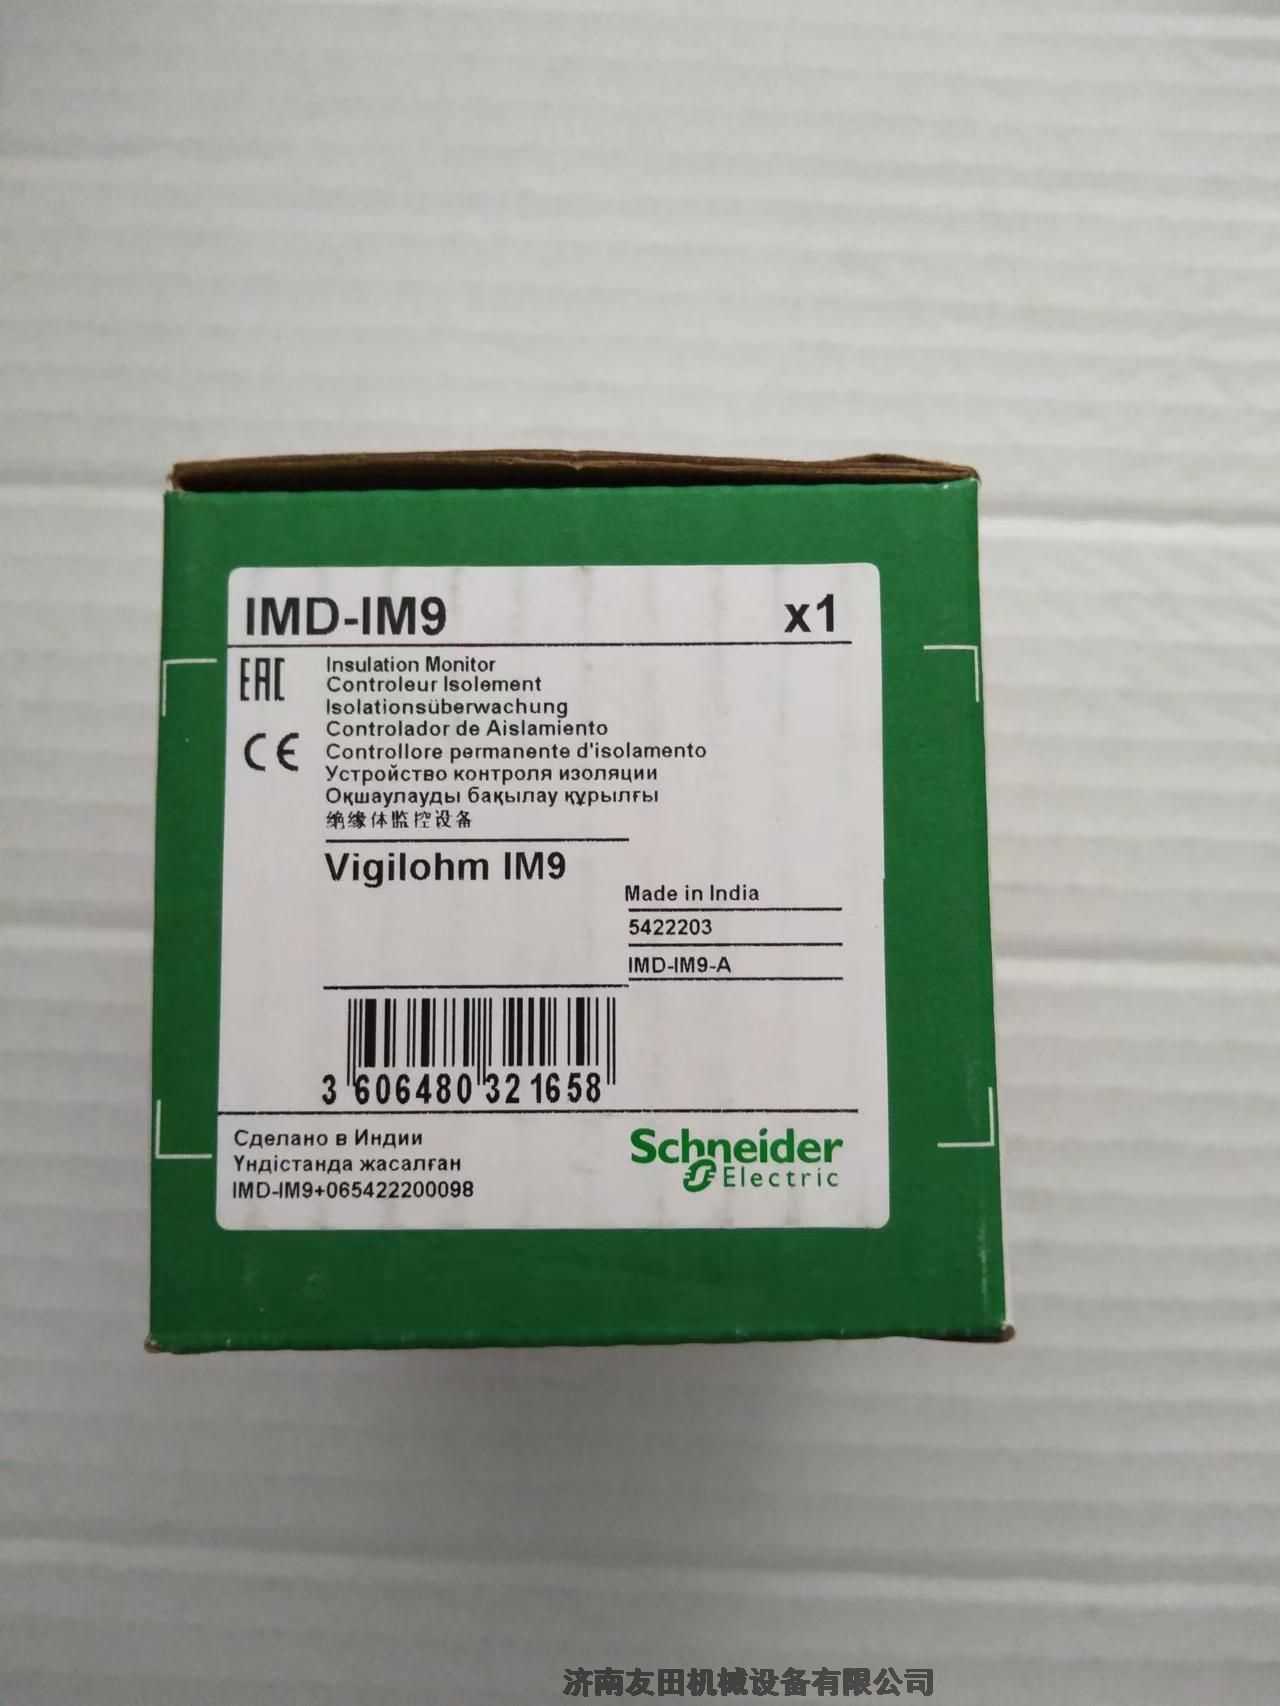 IMD-IM9 x1
EAC
CE
Insulation Monitor
Controleur Isolement
Isolationsüberwachung
Controlador de Aislamiento
Controllore permanente d'isolamento
Устройство контроля изоляции
Оқшаулауды бақылау құрылғы
绝缘体监控设备
Vigilohm IM9
Made in India
5422203
IMD-IM9-A
3 606480 321658
Сделано в Индии
Үндістанда жасалған
IMD-IM9+065422200098
Schneider
Electric
济南友田机械设备有限公司